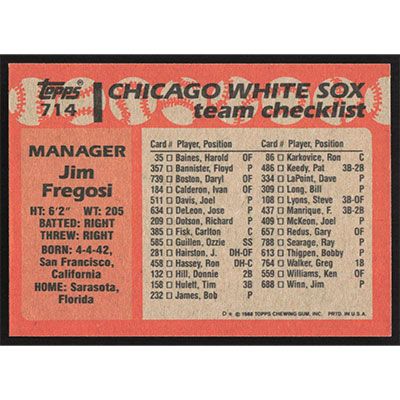 Topps
714
CHICAGO WHITE SOX
team checklist
MANAGER
Jim
Fregosi
HT: 6'2" WT: 205
BATTED: RIGHT
THREW: RIGHT
BORN: 4-4-42,
San Francisco,
California
HOME: Sarasota,
Florida
Card # Player, Position
35 □ Baines, Harold OF
357 □ Bannister, Floyd P
739 □ Boston, Daryl OF
184 □ Calderon, Ivan OF
511 □ Davis, Joel P
634 □ DeLeon, Jose P
209 □ Dotson, Richard P
385 □ Fisk, Carlton C
585 □ Guillen, Ozzie SS
281 □ Hairston, J. DH-OF
458 □ Hassey, Ron DH-C
132 □ Hill, Donnie 2B
158 □ Hulett, Tim 3B
232 □ James, Bob P
Card # Player, Position
86 □ Karkovice, Ron C
486 □ Keedy, Pat 3B-2B
334 □ LaPoint, Dave P
309 □ Long, Bill P
108 □ Lyons, Steve 3B-OF
437 □ Manrique, F. 3B-2B
409 □ McKeon, Joel P
657 □ Redus, Gary OF
788 □ Searage, Ray P
613 □ Thigpen, Bobby P
764 □ Walker, Greg 1B
559 □ Williams, Ken OF
688 □ Winn, Jim P
D* © 1988 TOPPS CHEWING GUM, INC. PRTD. IN U.S.A.